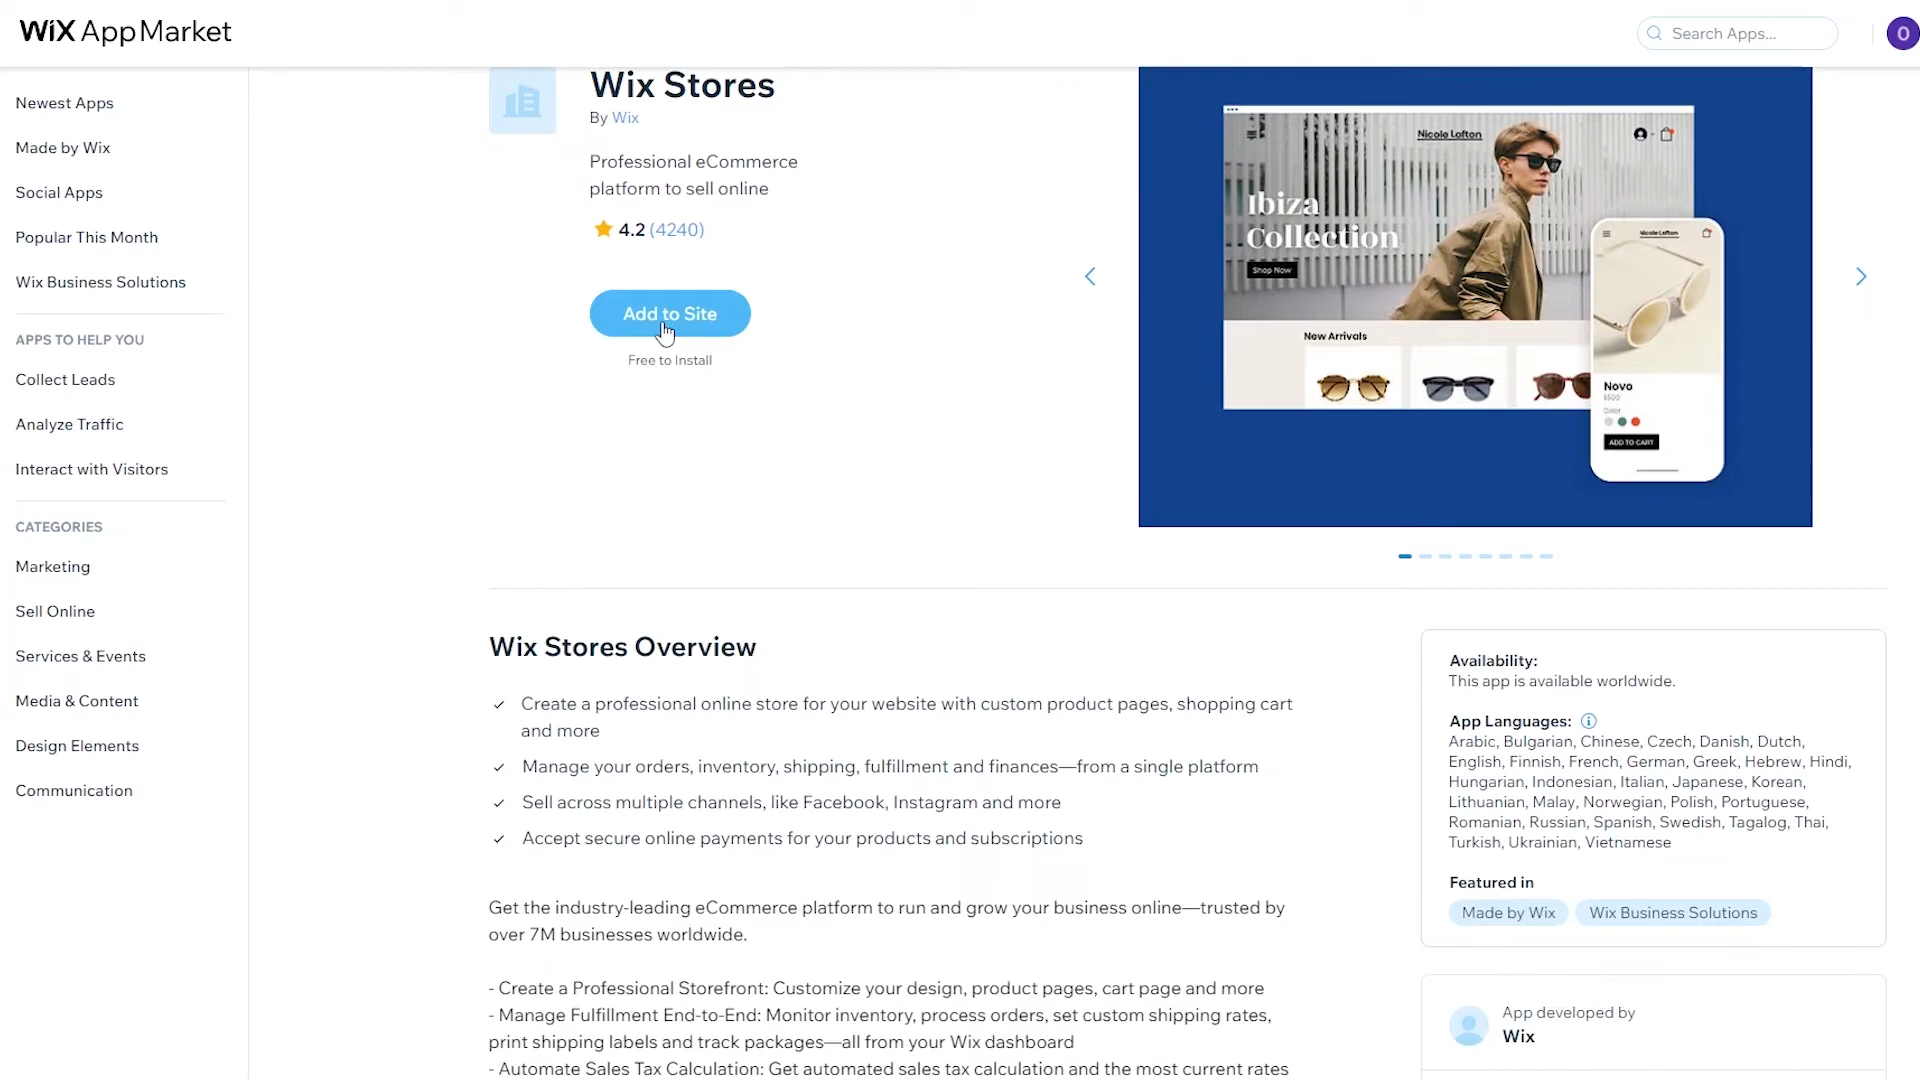 WiX App Market
Search Apps...
O
Newest Apps
Made by Wix
Social Apps
Popular This Month
Wix Business Solutions
APPS TO HELP YOU
Collect Leads
Analyze Traffic
Interact with Visitors
CATEGORIES
Marketing
Sell Online
Services & Events
Media & Content
Design Elements
Communication
Wix Stores
By Wix
Professional eCommerce
platform to sell online
4.2 (4240)
Add to Site
Free to Install
Nicole Lofton
Ibiza
Collection
Shop Now
New Arrivals
Nicole Lofton
Novo
$500
Color
ADD TO CART
Wix Stores Overview
Create a professional online store for your website with custom product pages, shopping cart
and more
Manage your orders, inventory, shipping, fulfillment and finances—from a single platform
Sell across multiple channels, like Facebook, Instagram and more
Accept secure online payments for your products and subscriptions
Get the industry-leading eCommerce platform to run and grow your business online—trusted by
over 7M businesses worldwide.
- Create a Professional Storefront: Customize your design, product pages, cart page and more
- Manage Fulfillment End-to-End: Monitor inventory, process orders, set custom shipping rates,
print shipping labels and track packages—all from your Wix dashboard
- Automate Sales Tax Calculation: Get automated sales tax calculation and the most current rates
Availability:
This app is available worldwide.
App Languages:
Arabic, Bulgarian, Chinese, Czech, Danish, Dutch,
English, Finnish, French, German, Greek, Hebrew, Hindi,
Hungarian, Indonesian, Italian, Japanese, Korean,
Lithuanian, Malay, Norwegian, Polish, Portuguese,
Romanian, Russian, Spanish, Swedish, Tagalog, Thai,
Turkish, Ukrainian, Vietnamese
Featured in
Made by Wix
Wix Business Solutions
App developed by
Wix